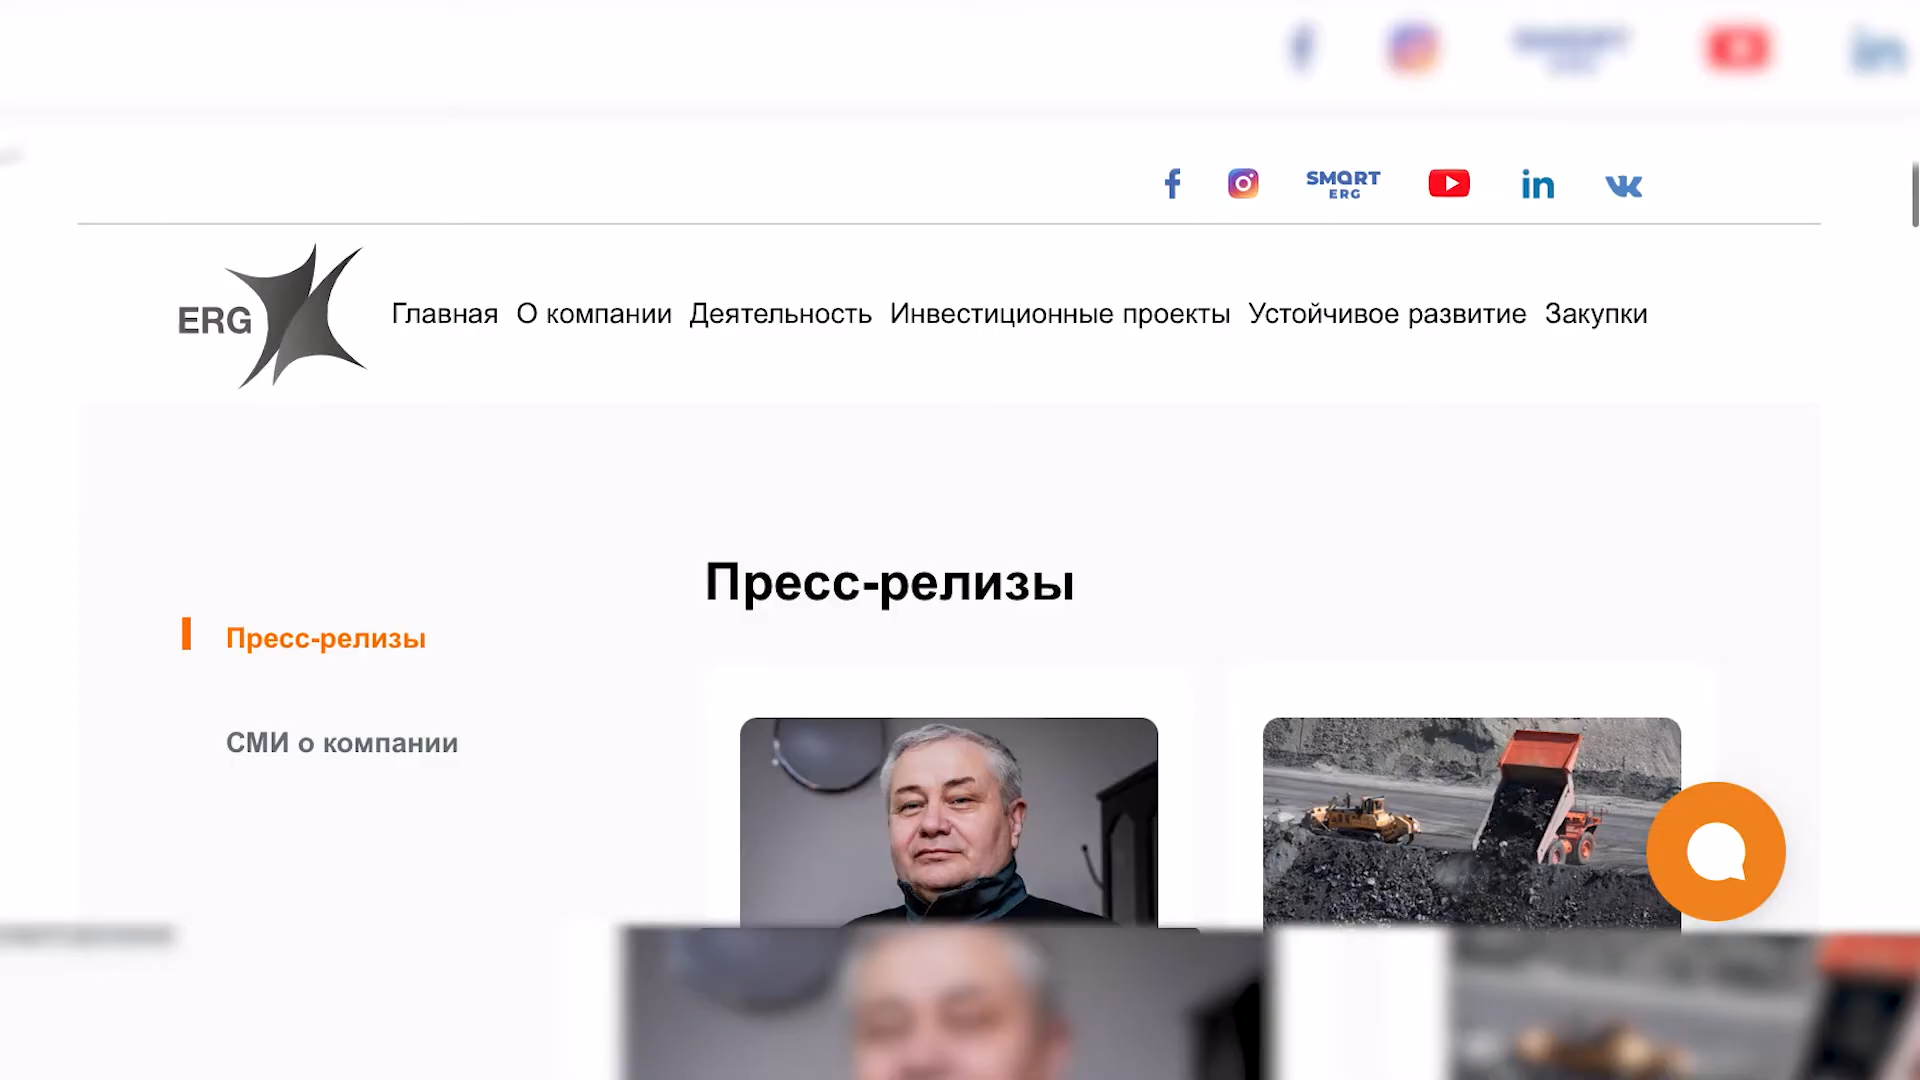 SMART
ERG
ERG
Главная О компании Деятельность Инвестиционные проекты Устойчивое развитие Закупки
Пресс-релизы
Пресс-релизы
СМИ о компании